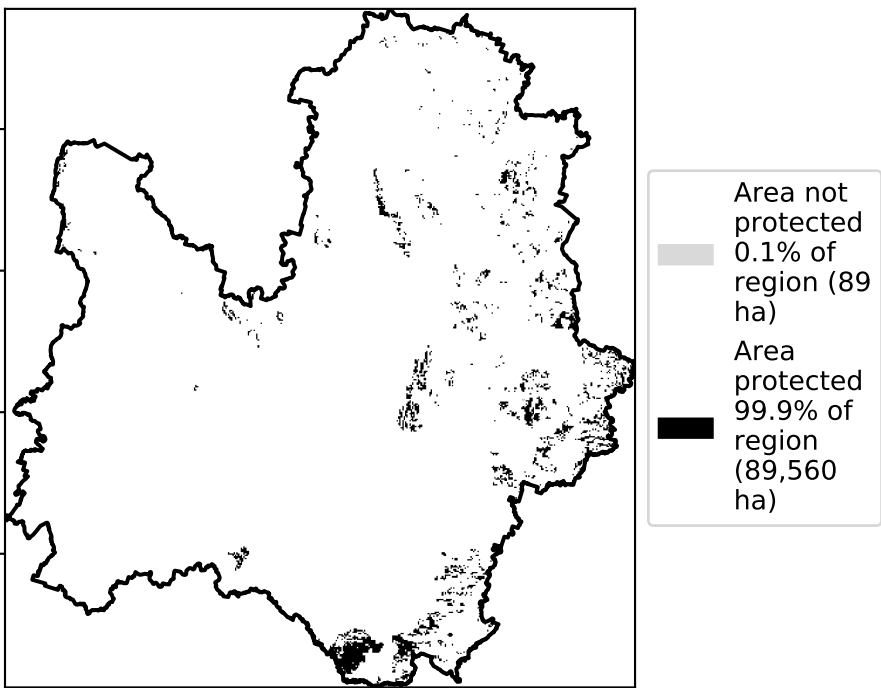 Area not
protected
0.1% of
region (89
ha)
Area
protected
99.9% of
region
(89,560
ha)